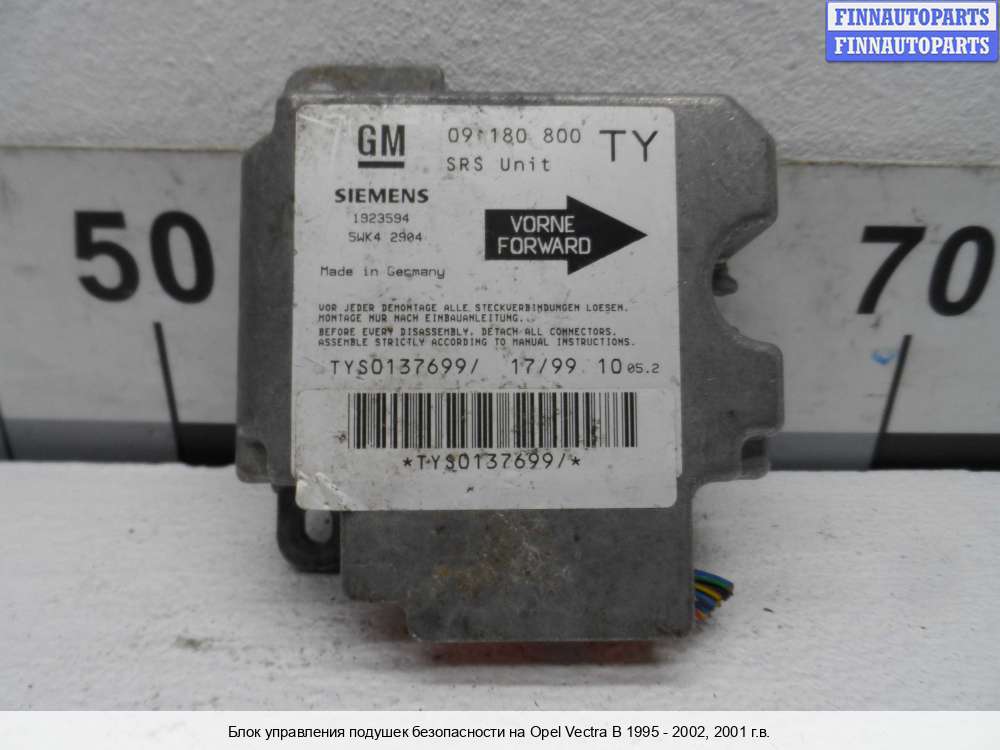 FINNAUTOPARTS
FINNAUTOPARTS
GM 09 180 800 TY
SRS Unit
SIEMENS
1923594
5WK4 2904
VORNE
FORWARD
Made in Germany
VOR JEDER DEMONTAGE ALLE STECKVERBINDUNGEN LOESEN.
MONTAGE NUR NACH EINBAUANLEITUNG.
BEFORE EVERY DISASSEMBLY, DETACH ALL CONNECTORS.
ASSEMBLE STRICTLY ACCORDING TO MANUAL INSTRUCTIONS.
TYS0137699/ 17/99 10 05.2
*TYS0137699/*
50
70
Блок управления подушек безопасности на Opel Vectra B 1995 - 2002, 2001 г.в.